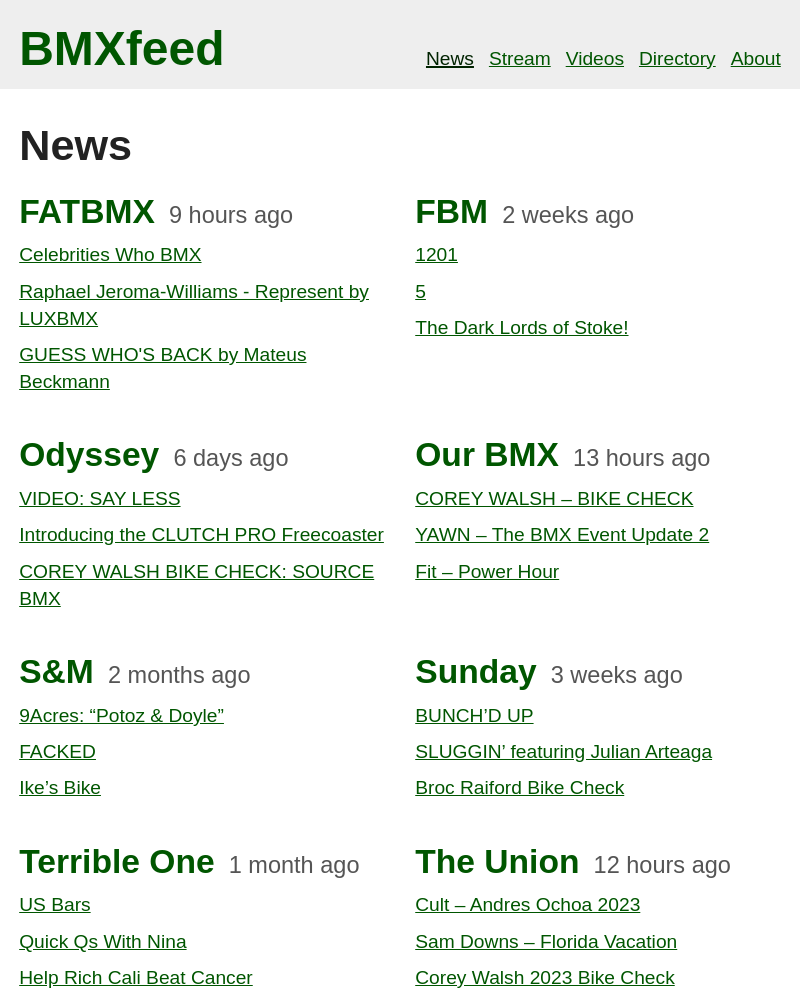 BMXfeed
News Stream Videos Directory About
News
FATBMX 9 hours ago
Celebrities Who BMX
Raphael Jeroma-Williams - Represent by
LUXBMX
GUESS WHO'S BACK by Mateus
Beckmann
FBM 2 weeks ago
1201
5
The Dark Lords of Stoke!
Odyssey 6 days ago
VIDEO: SAY LESS
Introducing the CLUTCH PRO Freecoaster
COREY WALSH BIKE CHECK: SOURCE
BMX
Our BMX 13 hours ago
COREY WALSH – BIKE CHECK
YAWN – The BMX Event Update 2
Fit – Power Hour
S&M 2 months ago
9Acres: “Potoz & Doyle”
FACKED
Ike’s Bike
Sunday 3 weeks ago
BUNCH’D UP
SLUGGIN’ featuring Julian Arteaga
Broc Raiford Bike Check
Terrible One 1 month ago
US Bars
Quick Qs With Nina
Help Rich Cali Beat Cancer
The Union 12 hours ago
Cult – Andres Ochoa 2023
Sam Downs – Florida Vacation
Corey Walsh 2023 Bike Check